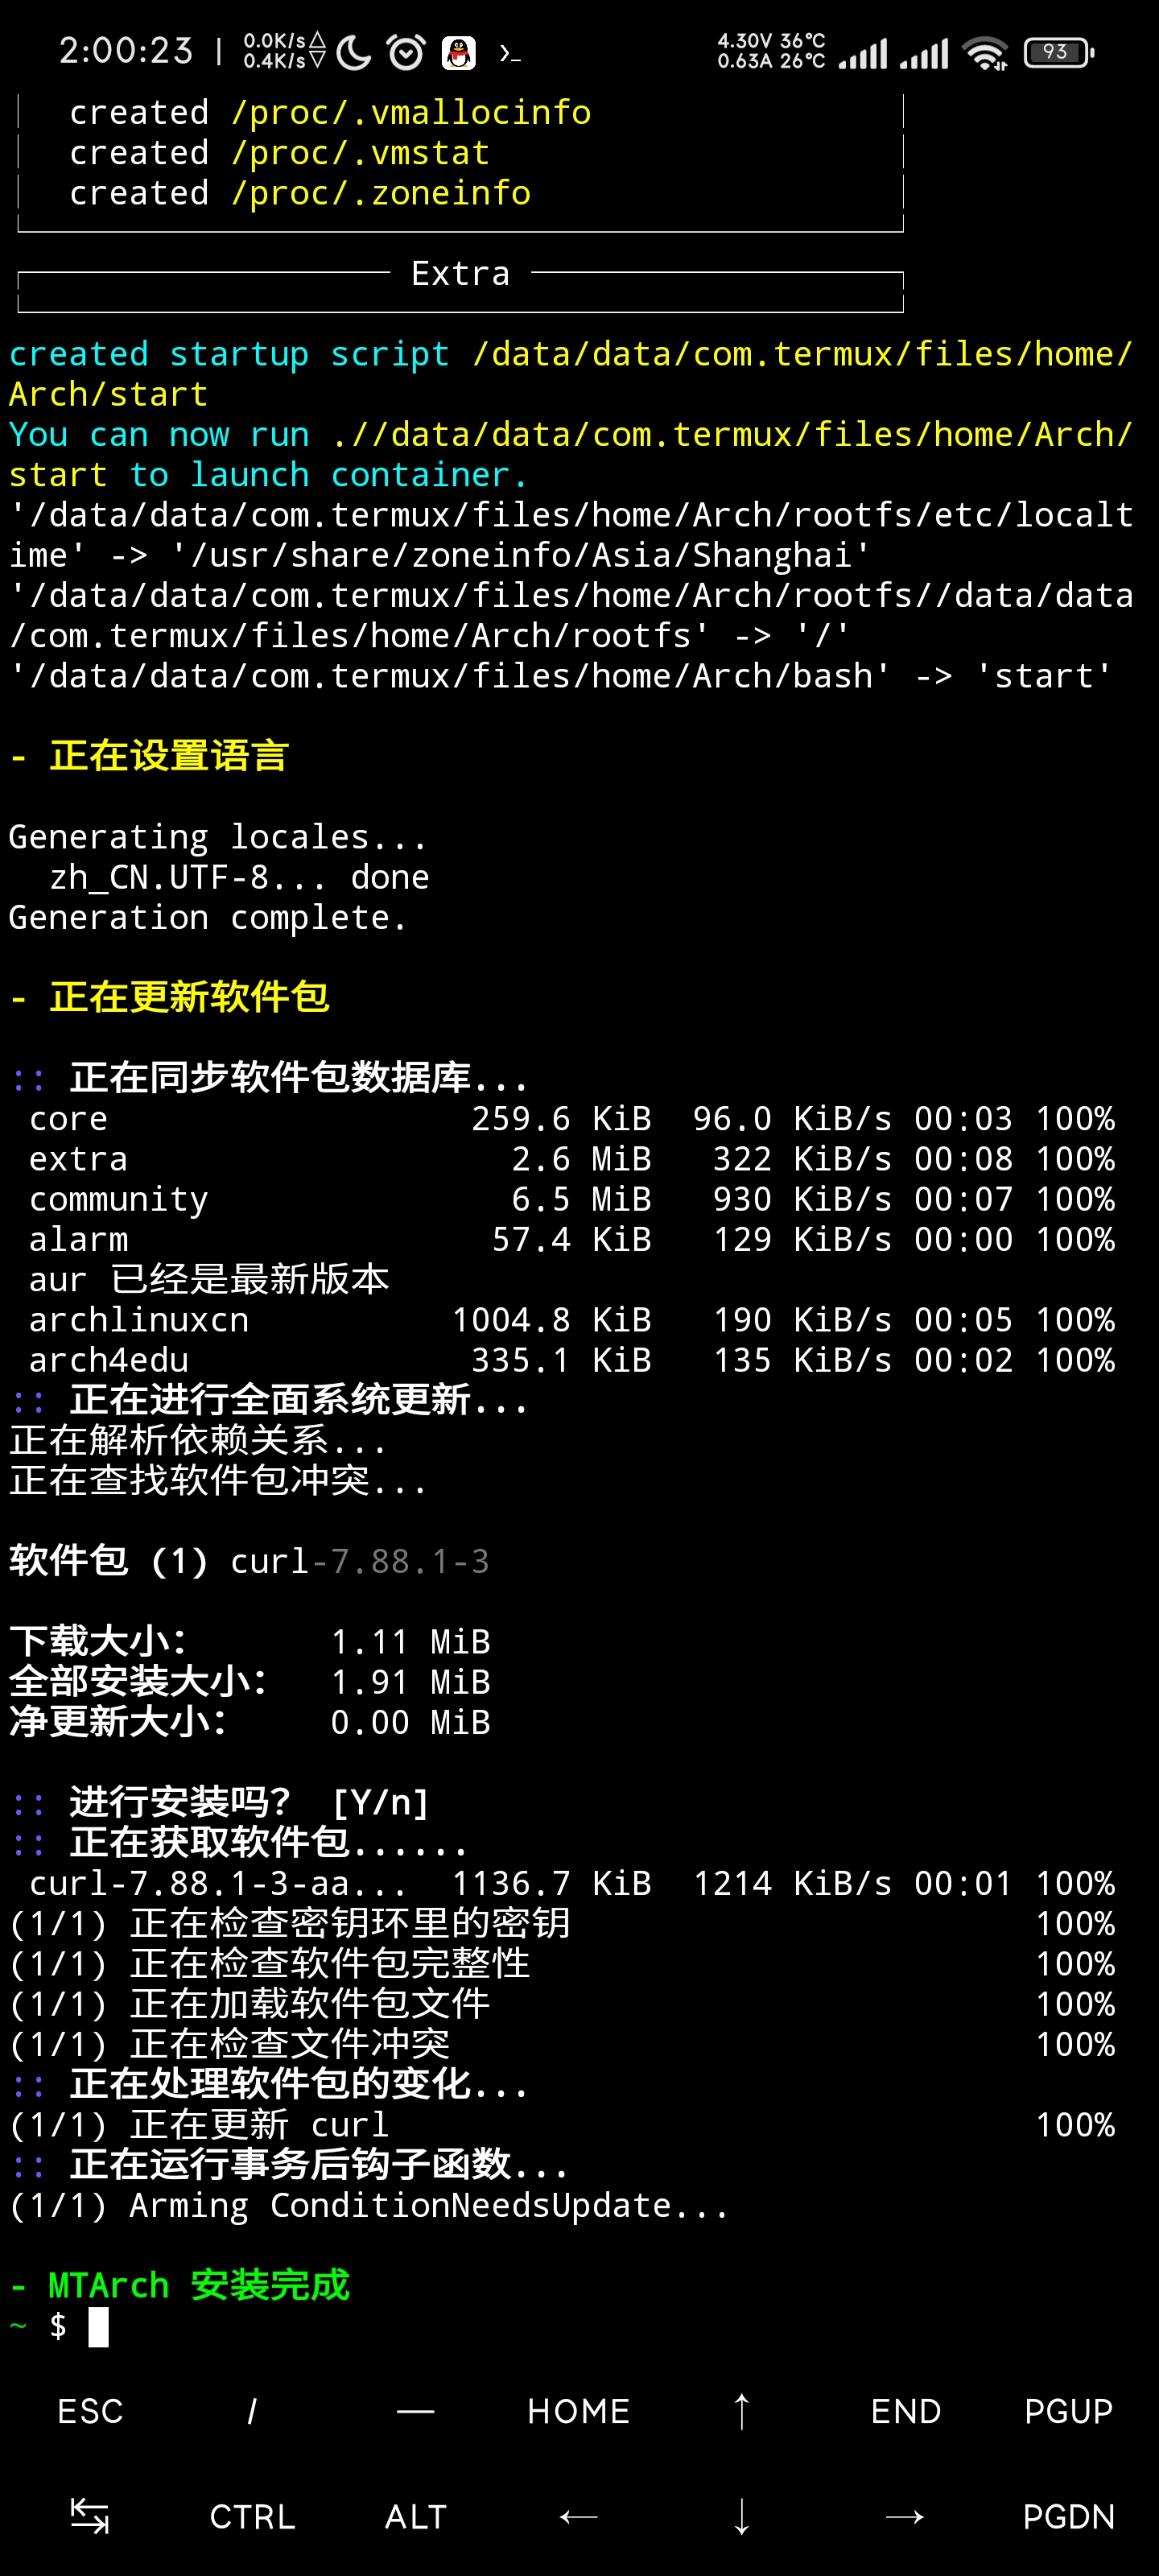 2:00:23 | 0.0K/s 0.4K/s 4.30V 36°C 0.63A 26°C 93
created /proc/.vmallocinfo
created /proc/.vmstat
created /proc/.zoneinfo
Extra
created startup script /data/data/com.termux/files/home/
Arch/start
You can now run .//data/data/com.termux/files/home/Arch/
start to launch container.
'/data/data/com.termux/files/home/Arch/rootfs/etc/localt
ime' -> '/usr/share/zoneinfo/Asia/Shanghai'
'/data/data/com.termux/files/home/Arch/rootfs//data/data
/com.termux/files/home/Arch/rootfs' -> '/'
'/data/data/com.termux/files/home/Arch/bash' -> 'start'
- 正在设置语言
Generating locales...
zh_CN.UTF-8... done
Generation complete.
- 正在更新软件包
:: 正在同步软件包数据库...
core 259.6 KiB 96.0 KiB/s 00:03 100%
extra 2.6 MiB 322 KiB/s 00:08 100%
community 6.5 MiB 930 KiB/s 00:07 100%
alarm 57.4 KiB 129 KiB/s 00:00 100%
aur 已经是最新版本
archlinuxcn 1004.8 KiB 190 KiB/s 00:05 100%
arch4edu 335.1 KiB 135 KiB/s 00:02 100%
:: 正在进行全面系统更新...
正在解析依赖关系...
正在查找软件包冲突...
软件包 (1) curl-7.88.1-3
下载大小： 1.11 MiB
全部安装大小： 1.91 MiB
净更新大小： 0.00 MiB
:: 进行安装吗？ [Y/n]
:: 正在获取软件包......
curl-7.88.1-3-aa... 1136.7 KiB 1214 KiB/s 00:01 100%
(1/1) 正在检查密钥环里的密钥 100%
(1/1) 正在检查软件包完整性 100%
(1/1) 正在加载软件包文件 100%
(1/1) 正在检查文件冲突 100%
:: 正在处理软件包的变化...
(1/1) 正在更新 curl 100%
:: 正在运行事务后钩子函数...
(1/1) Arming ConditionNeedsUpdate...
- MTArch 安装完成
~ $
ESC / — HOME ↑ END PGUP
↹ CTRL ALT ← ↓ → PGDN